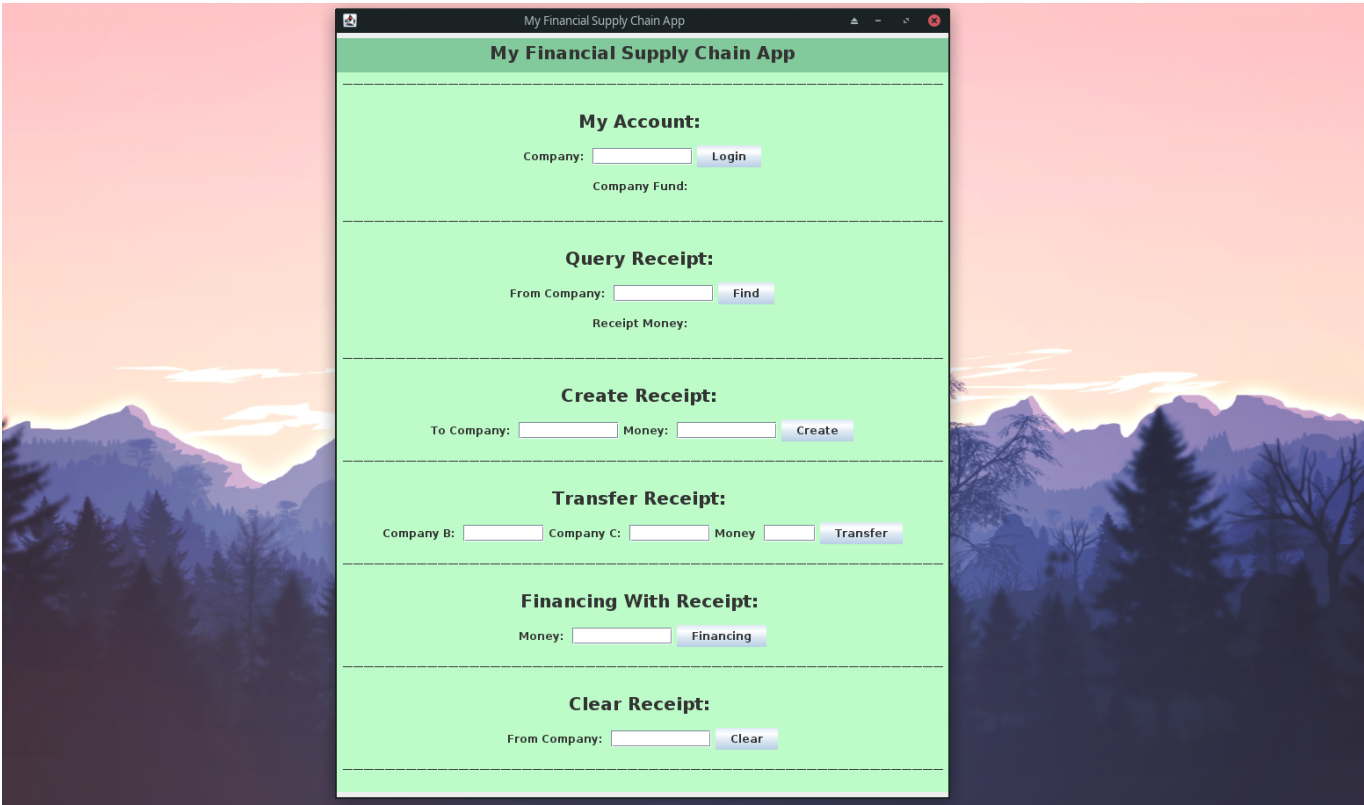 My Financial Supply Chain App
My Financial Supply Chain App
My Account:
Company: Login
Company Fund:
Query Receipt:
From Company: Find
Receipt Money:
Create Receipt:
To Company: Money: Create
Transfer Receipt:
Company B: Company C: Money Transfer
Financing With Receipt:
Money: Financing
Clear Receipt:
From Company: Clear